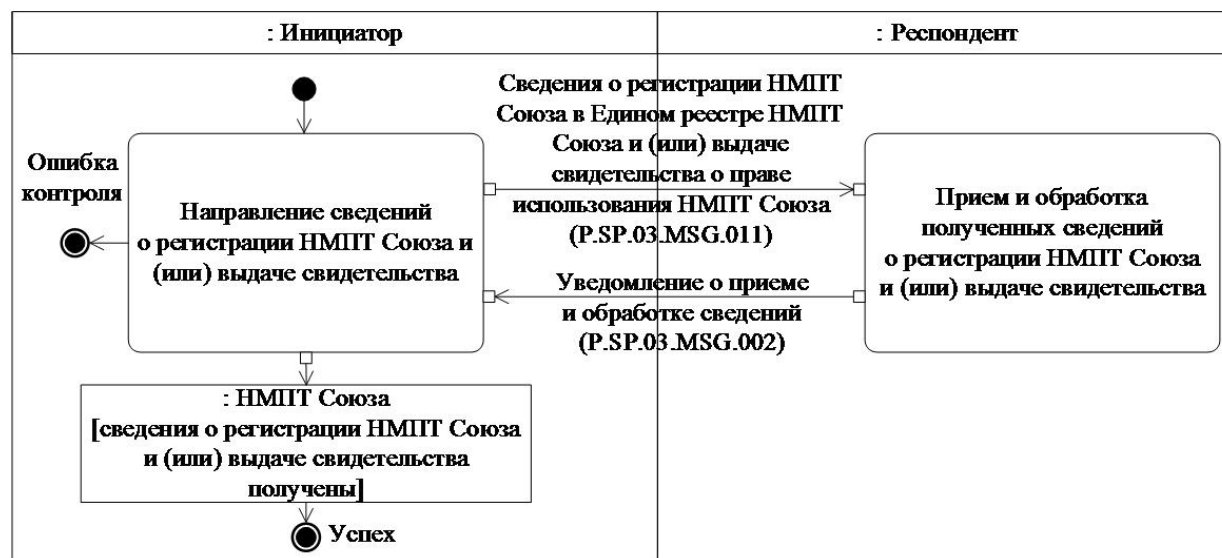 : Инициатор
: Респондент
Ошибка
контроля
Направление сведений
о регистрации НМПТ Союза и
(или) выдаче свидетельства
Сведения о регистрации НМПТ
Союза в Едином реестре НМПТ
Союза и (или) выдаче
свидетельства о праве
использования НМПТ Союза
(P.SP.03.MSG.011)
Уведомление о приеме
и обработке сведений
(P.SP.03.MSG.002)
Прием и обработка
полученных сведений
о регистрации НМПТ Союза
и (или) выдаче свидетельства
: НМПТ Союза
[сведения о регистрации НМПТ Союза
и (или) выдаче свидетельства
получены]
Успех